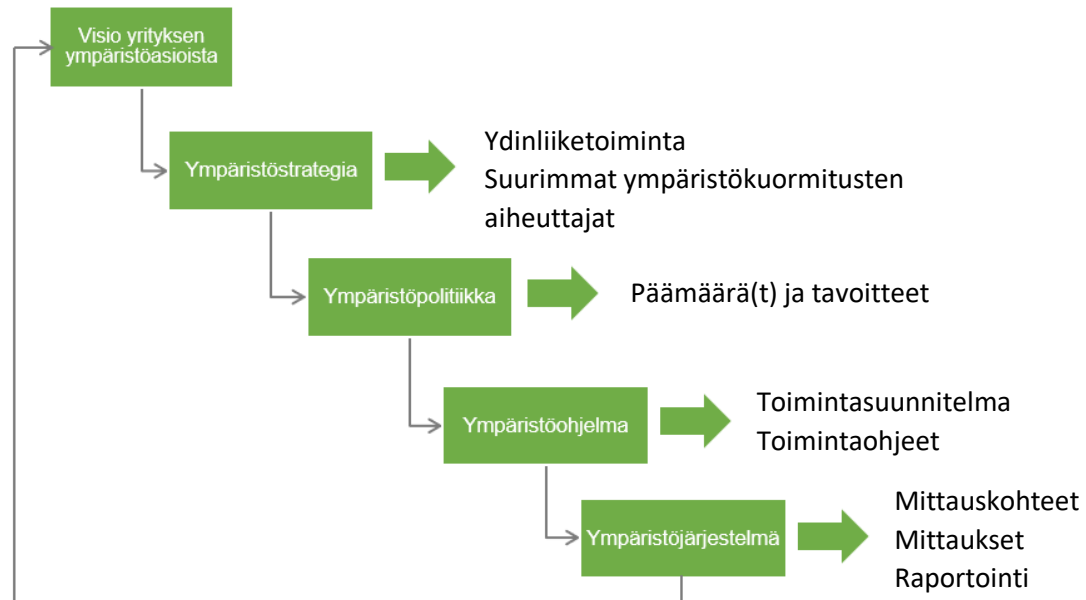 Visio yrityksen
ympäristöasioista
Ympäristöstrategia
Ydinliiketoiminta
Suurimmat ympäristökuormitusten
aiheuttajat
Ympäristöpolitiikka
Päämäärä(t) ja tavoitteet
Ympäristöohjelma
Toimintasuunnitelma
Toimintaohjeet
Ympäristöjärjestelmä
Mittauskohteet
Mittaukset
Raportointi